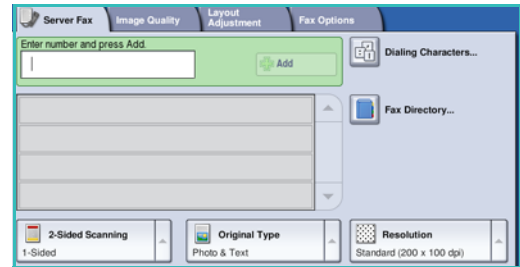 Server Fax
Image Quality
Layout
Adjustment
Fax Options
Enter number and press Add.
Add
Dialing Characters...
Fax Directory...
2-Sided Scanning
1-Sided
Original Type
Photo & Text
Resolution
Standard (200 x 100 dpi)